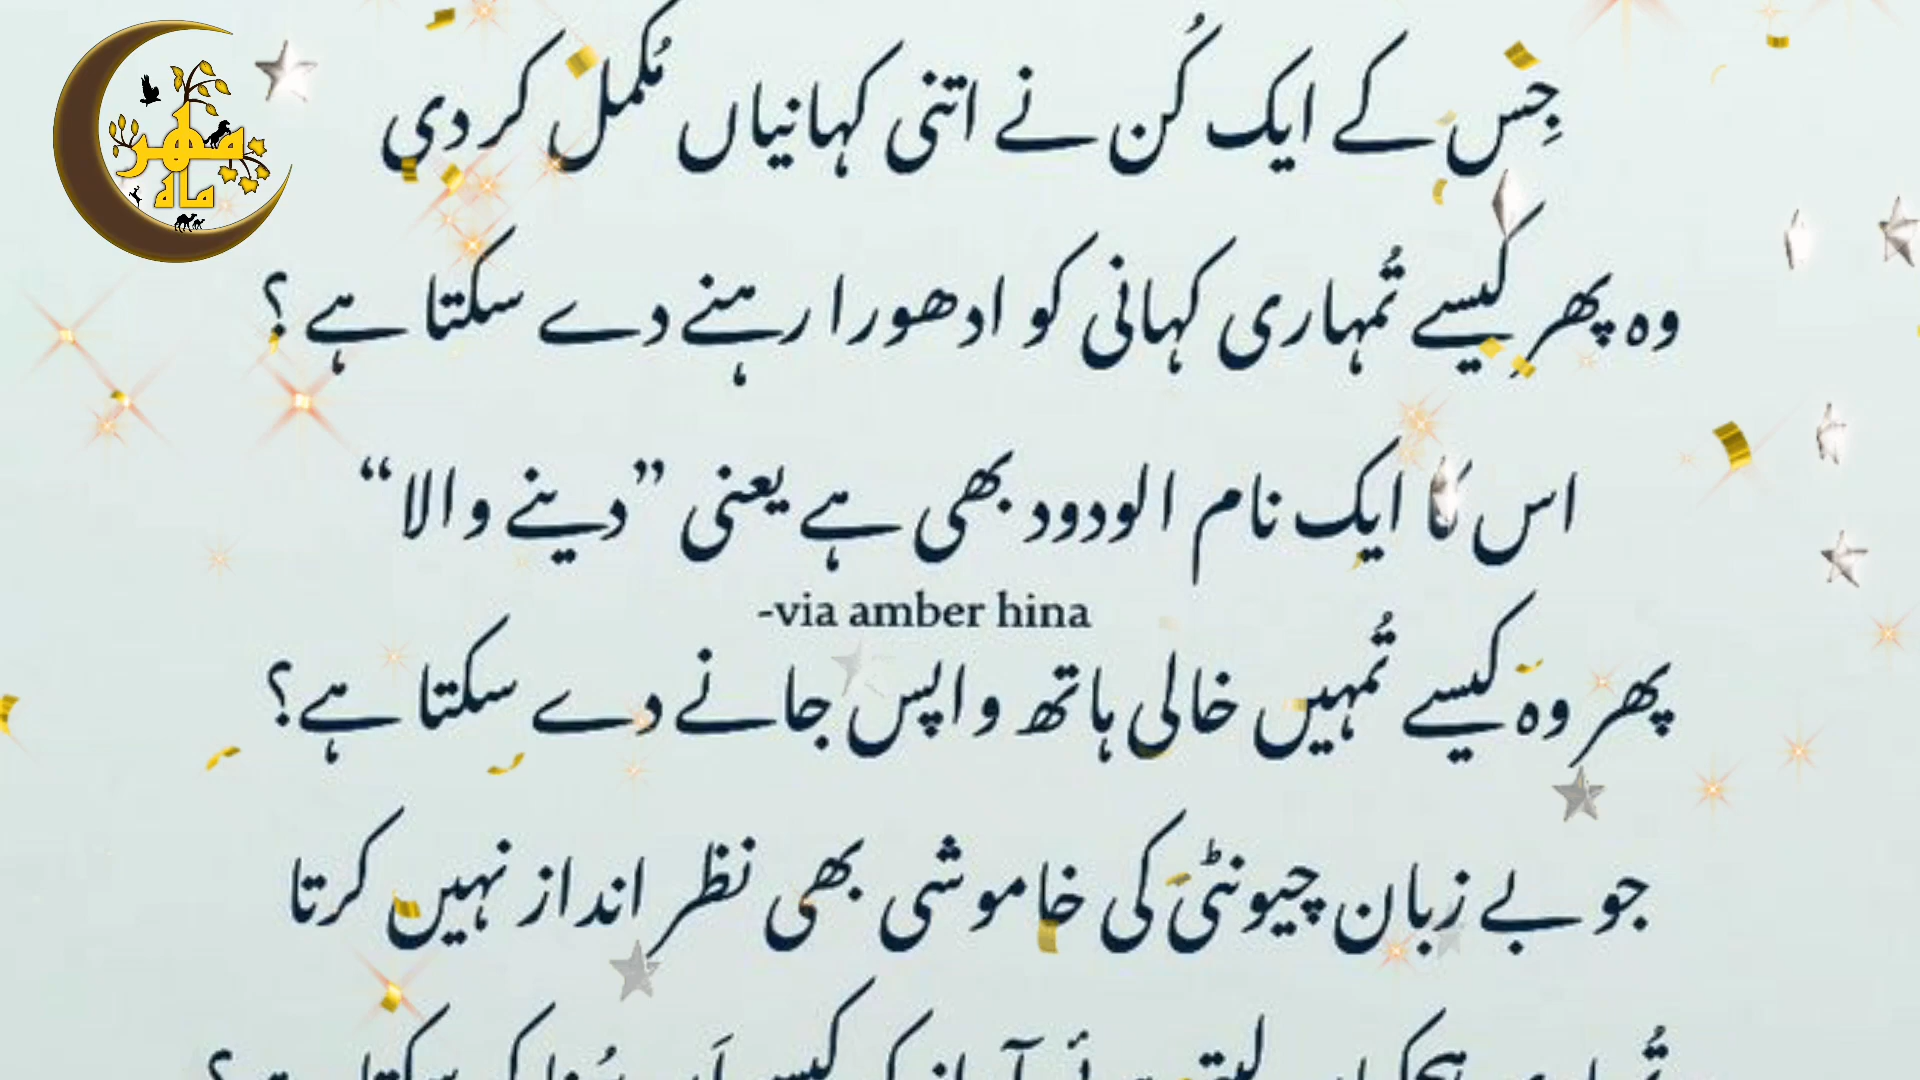 مہر
ماہ
جِس کے ایک کُن نے اتنی کہانیاں مُکمل کر دی
وہ پھر کیسے تُمہاری کہانی کو ادھورا رہنے دے سکتا ہے ؟
اس کا ایک نام الودود بھی ہے یعنی ”دینے والا“
-via amber hina
پھر وہ کیسے تُمہیں خالی ہاتھ واپس جانے دے سکتا ہے؟
جو بے زبان چیونٹی کی خاموشی بھی نظر انداز نہیں کرتا